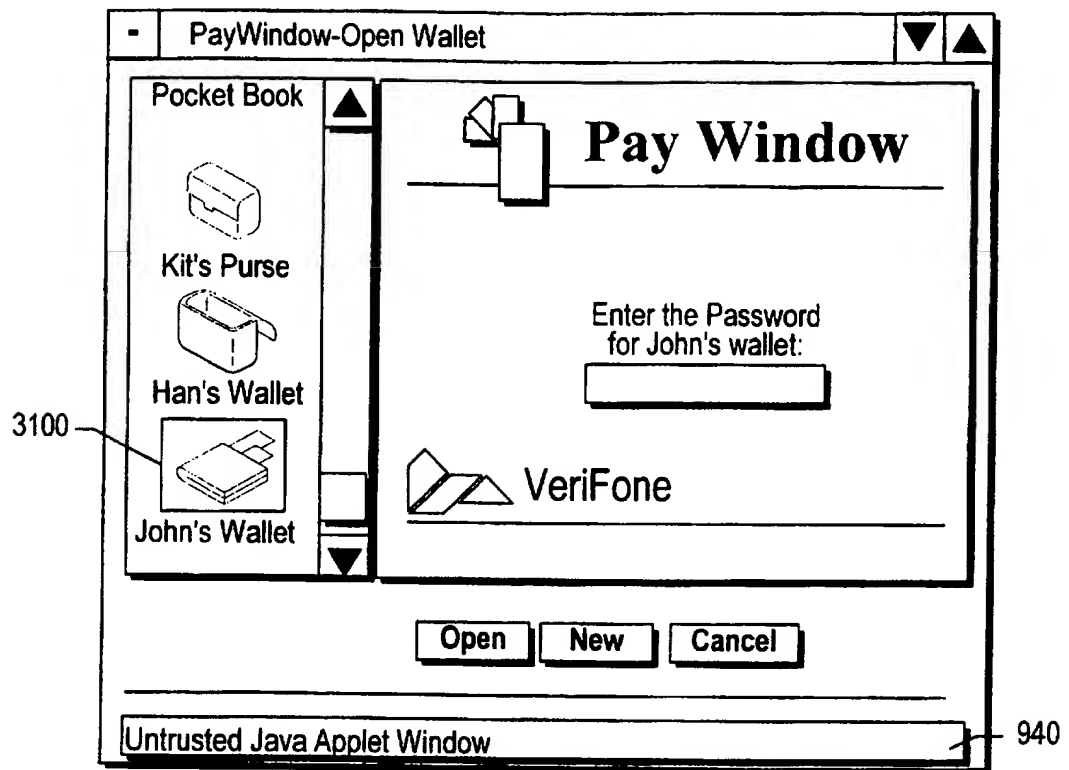 PayWindow-Open Wallet
Pocket Book
Pay Window
Kit's Purse
Enter the Password
for John's wallet:
Han's Wallet
3100
VeriFone
John's Wallet
Open
New
Cancel
Untrusted Java Applet Window
940